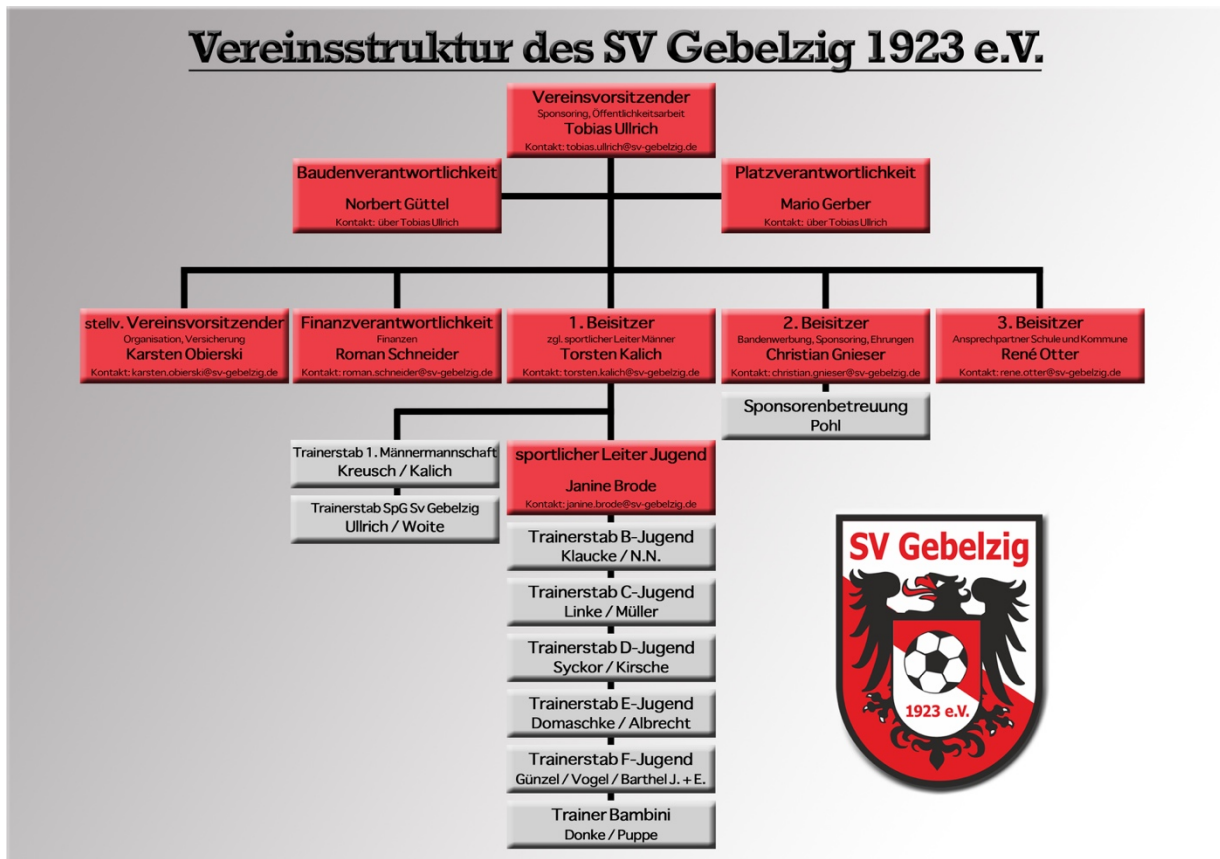 Vereinsstruktur des SV Gebelzig 1923 e.V.
Vereinsvorsitzender
Sponsoring, Öffentlichkeitsarbeit
Tobias Ullrich
Kontakt: tobias.ullrich@sv-gebelzig.de
Baudenverantwortlichkeit
Norbert Güttel
Kontakt: über Tobias Ullrich
Platzverantwortlichkeit
Mario Gerber
Kontakt: über Tobias Ullrich
stellv. Vereinsvorsitzender
Organisation, Versicherung
Karsten Obierski
Kontakt: karsten.obierski@sv-gebelzig.de
Finanzverantwortlichkeit
Finanzen
Roman Schneider
Kontakt: roman.schneider@sv-gebelzig.de
1. Beisitzer
zgl. sportlicher Leiter Männer
Torsten Kalich
Kontakt: torsten.kalich@sv-gebelzig.de
2. Beisitzer
Bandenwerbung, Sponsoring, Ehrungen
Christian Gnieser
Kontakt: christian.gnieser@sv-gebelzig.de
3. Beisitzer
Ansprechpartner Schule und Kommune
René Otter
Kontakt: rene.otter@sv-gebelzig.de
Sponsorenbetreuung
Pohl
Trainerstab 1. Männermannschaft
Kreusch / Kalich
Trainerstab SpG Sv Gebelzig
Ullrich / Woite
sportlicher Leiter Jugend
Janine Brode
Kontakt: janine.brode@sv-gebelzig.de
Trainerstab B-Jugend
Klaucke / N.N.
Trainerstab C-Jugend
Linke / Müller
Trainerstab D-Jugend
Syckor / Kirsche
Trainerstab E-Jugend
Domaschke / Albrecht
Trainerstab F-Jugend
Günzel / Vogel / Barthel J. + E.
Trainer Bambini
Donke / Puppe
SV Gebelzig
1923 e.V.